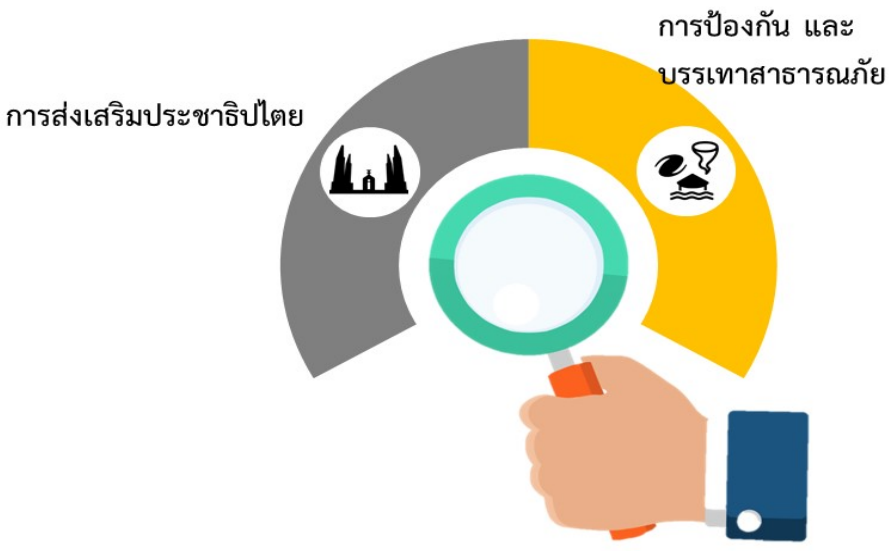 การป้องกัน และ
บรรเทาสาธารณภัย
การส่งเสริมประชาธิปไตย